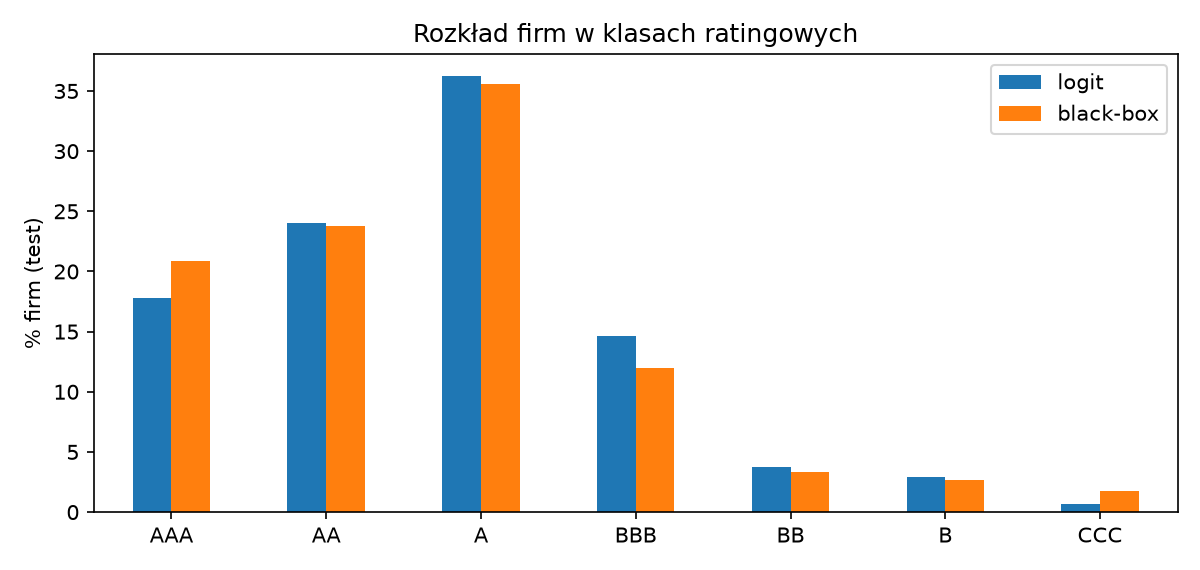 Rozkład firm w klasach ratingowych
logit
black-box
% firm (test)
35
30
25
20
15
10
5
0
AAA AA A BBB BB B CCC